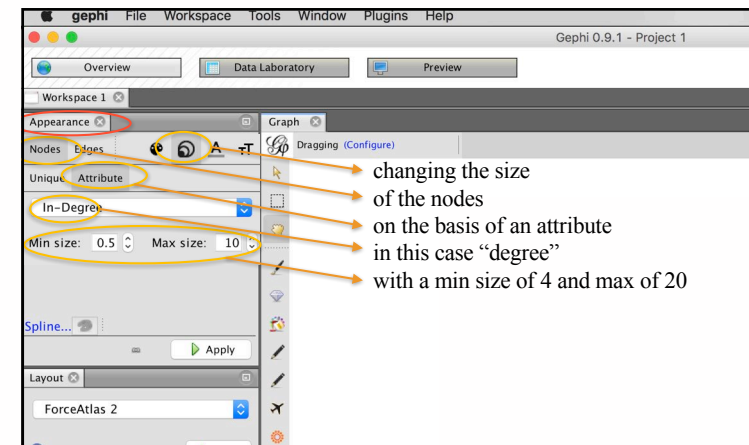 gephi File Workspace Tools Window Plugins Help
Gephi 0.9.1 - Project 1
Overview Data Laboratory Preview
Workspace 1
Appearance Graph
Nodes Edges Dragging (Configure)
Unique Attribute
In-Degree
Min size: 0.5 Max size: 10
changing the size
of the nodes
on the basis of an attribute
in this case “degree”
with a min size of 4 and max of 20
Spline...
Apply
Layout
ForceAtlas 2